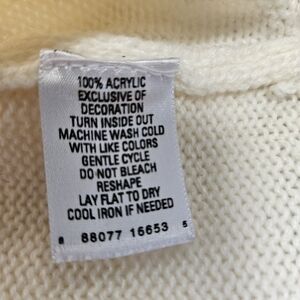 100% ACRYLIC
EXCLUSIVE OF
DECORATION
TURN INSIDE OUT
MACHINE WASH COLD
WITH LIKE COLORS
GENTLE CYCLE
DO NOT BLEACH
RESHAPE
LAY FLAT TO DRY
COOL IRON IF NEEDED
8 88077 16653 5